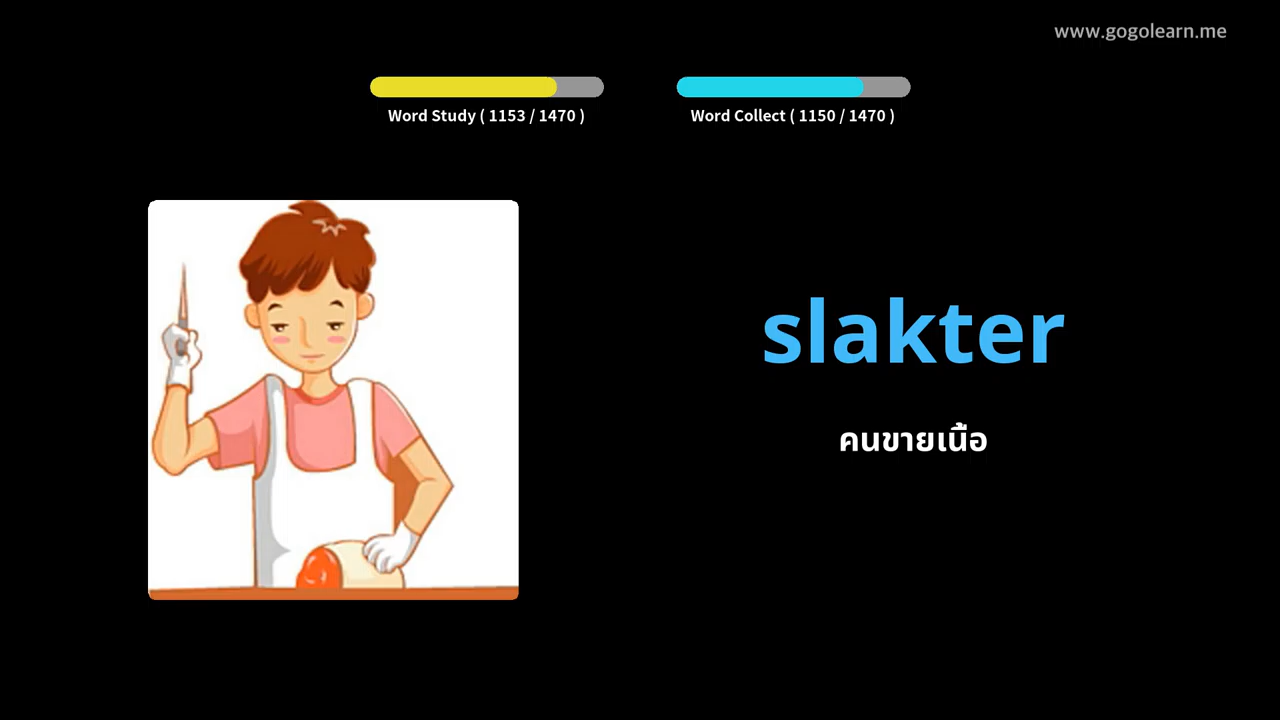 www.gogolearn.me
Word Study ( 1153 / 1470 )
Word Collect ( 1150 / 1470 )
slakter
คนขายเนื้อ